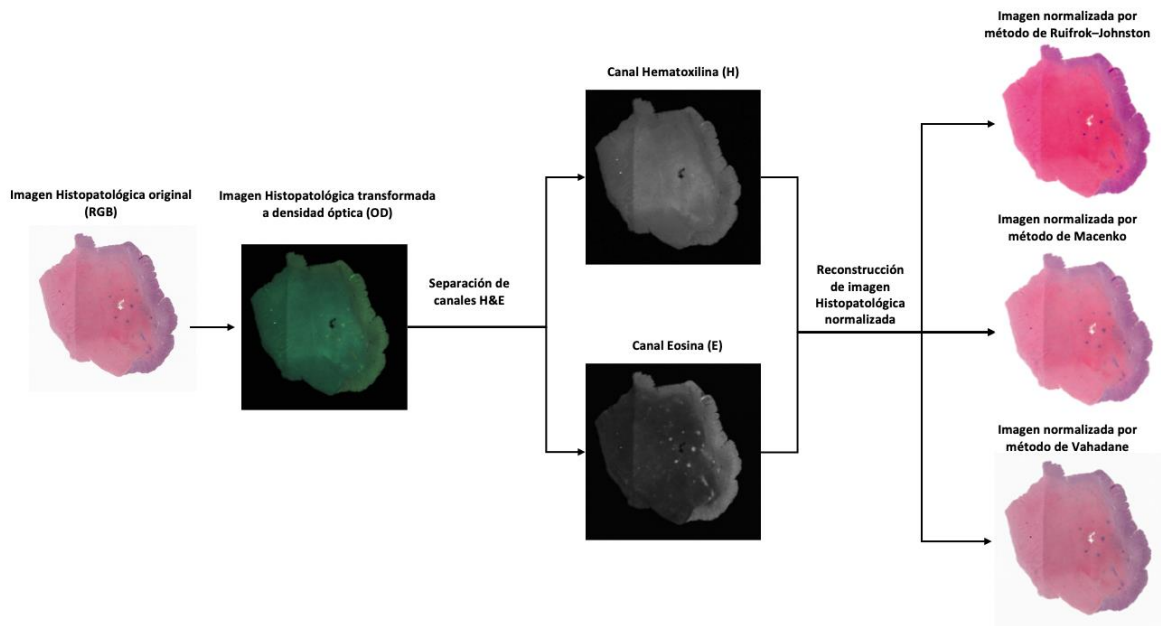 Imagen Histopatológica original
(RGB)
Imagen Histopatológica transformada
a densidad óptica (OD)
Separación de
canales H&E
Canal Hematoxilina (H)
Canal Eosina (E)
Reconstrucción
de imagen
Histopatológica
normalizada
Imagen normalizada por
método de Ruifrok–Johnston
Imagen normalizada por
método de Macenko
Imagen normalizada por
método de Vahadane